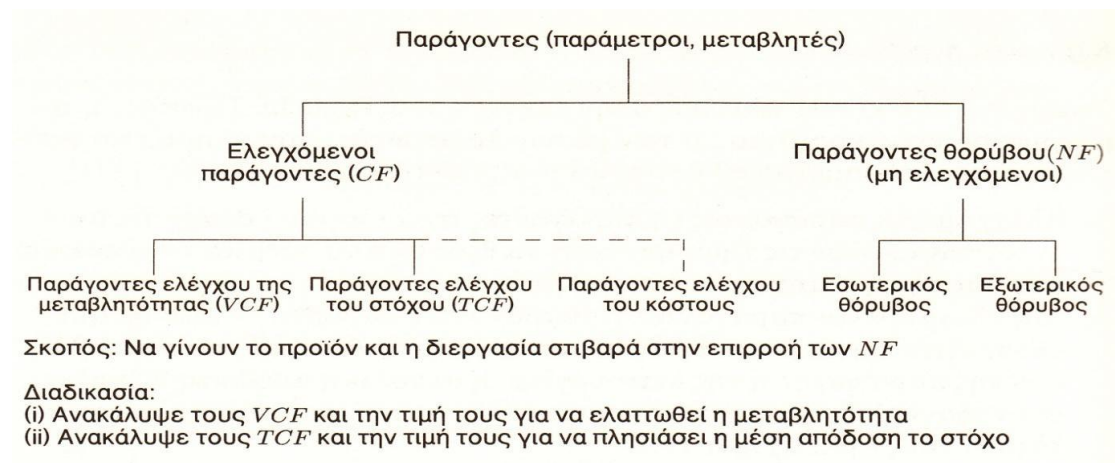 Παράγοντες (παράμετροι, μεταβλητές)
Ελεγχόμενοι
παράγοντες (CF)
Παράγοντες θορύβου(NF)
(μη ελεγχόμενοι)
Παράγοντες ελέγχου της
μεταβλητότητας (VCF)
Παράγοντες ελέγχου
του στόχου (TCF)
Παράγοντες ελέγχου
του κόστους
Εσωτερικός
θόρυβος
Εξωτερικός
θόρυβος
Σκοπός: Να γίνουν το προϊόν και η διεργασία στιβαρά στην επιρροή των NF
Διαδικασία:
(i) Ανακάλυψε τους VCF και την τιμή τους για να ελαττωθεί η μεταβλητότητα
(ii) Ανακάλυψε τους TCF και την τιμή τους για να πλησιάσει η μέση απόδοση το στόχο